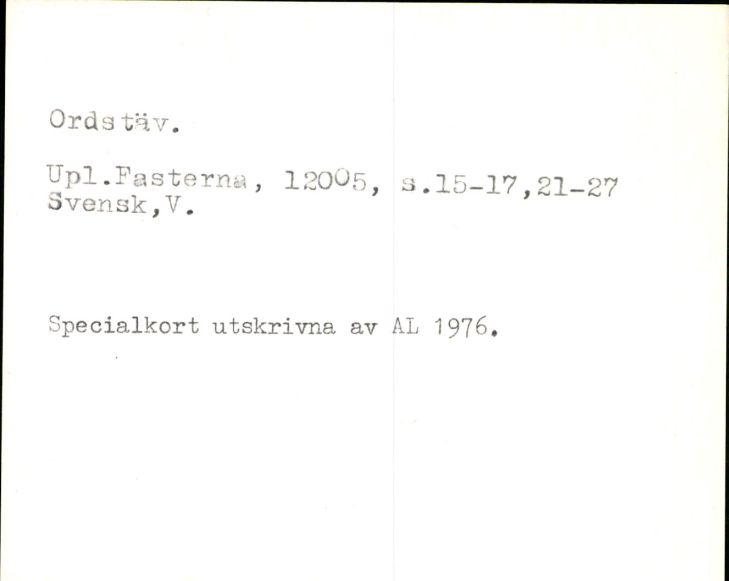 Ordstäv.
Upl.Fasterna, 12005, s.15-17,21-27
Svensk,V.
Specialkort utskrivna av AL 1976.